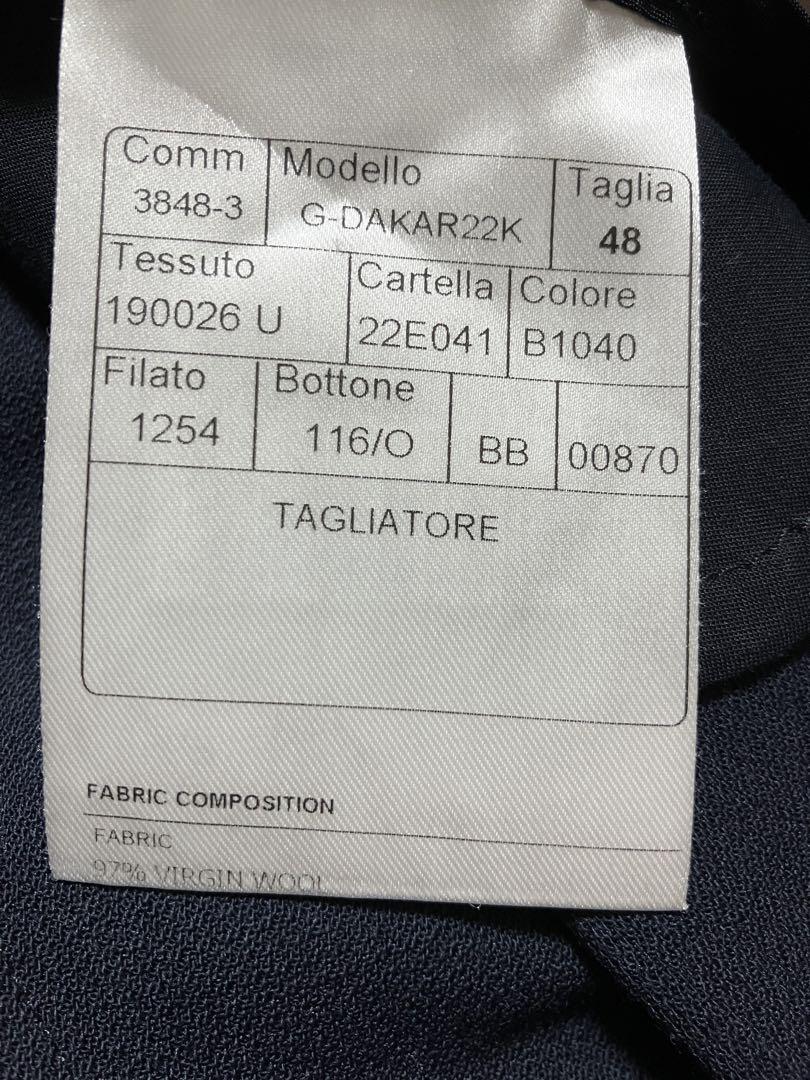 Comm Modello Taglia
3848-3 G-DAKAR22K 48
Tessuto Cartella Colore
190026 U 22E041 B1040
Filato Bottone
1254 116/O BB 00870
TAGLIATORE
FABRIC COMPOSITION
FABRIC
97% VIRGIN WOOL